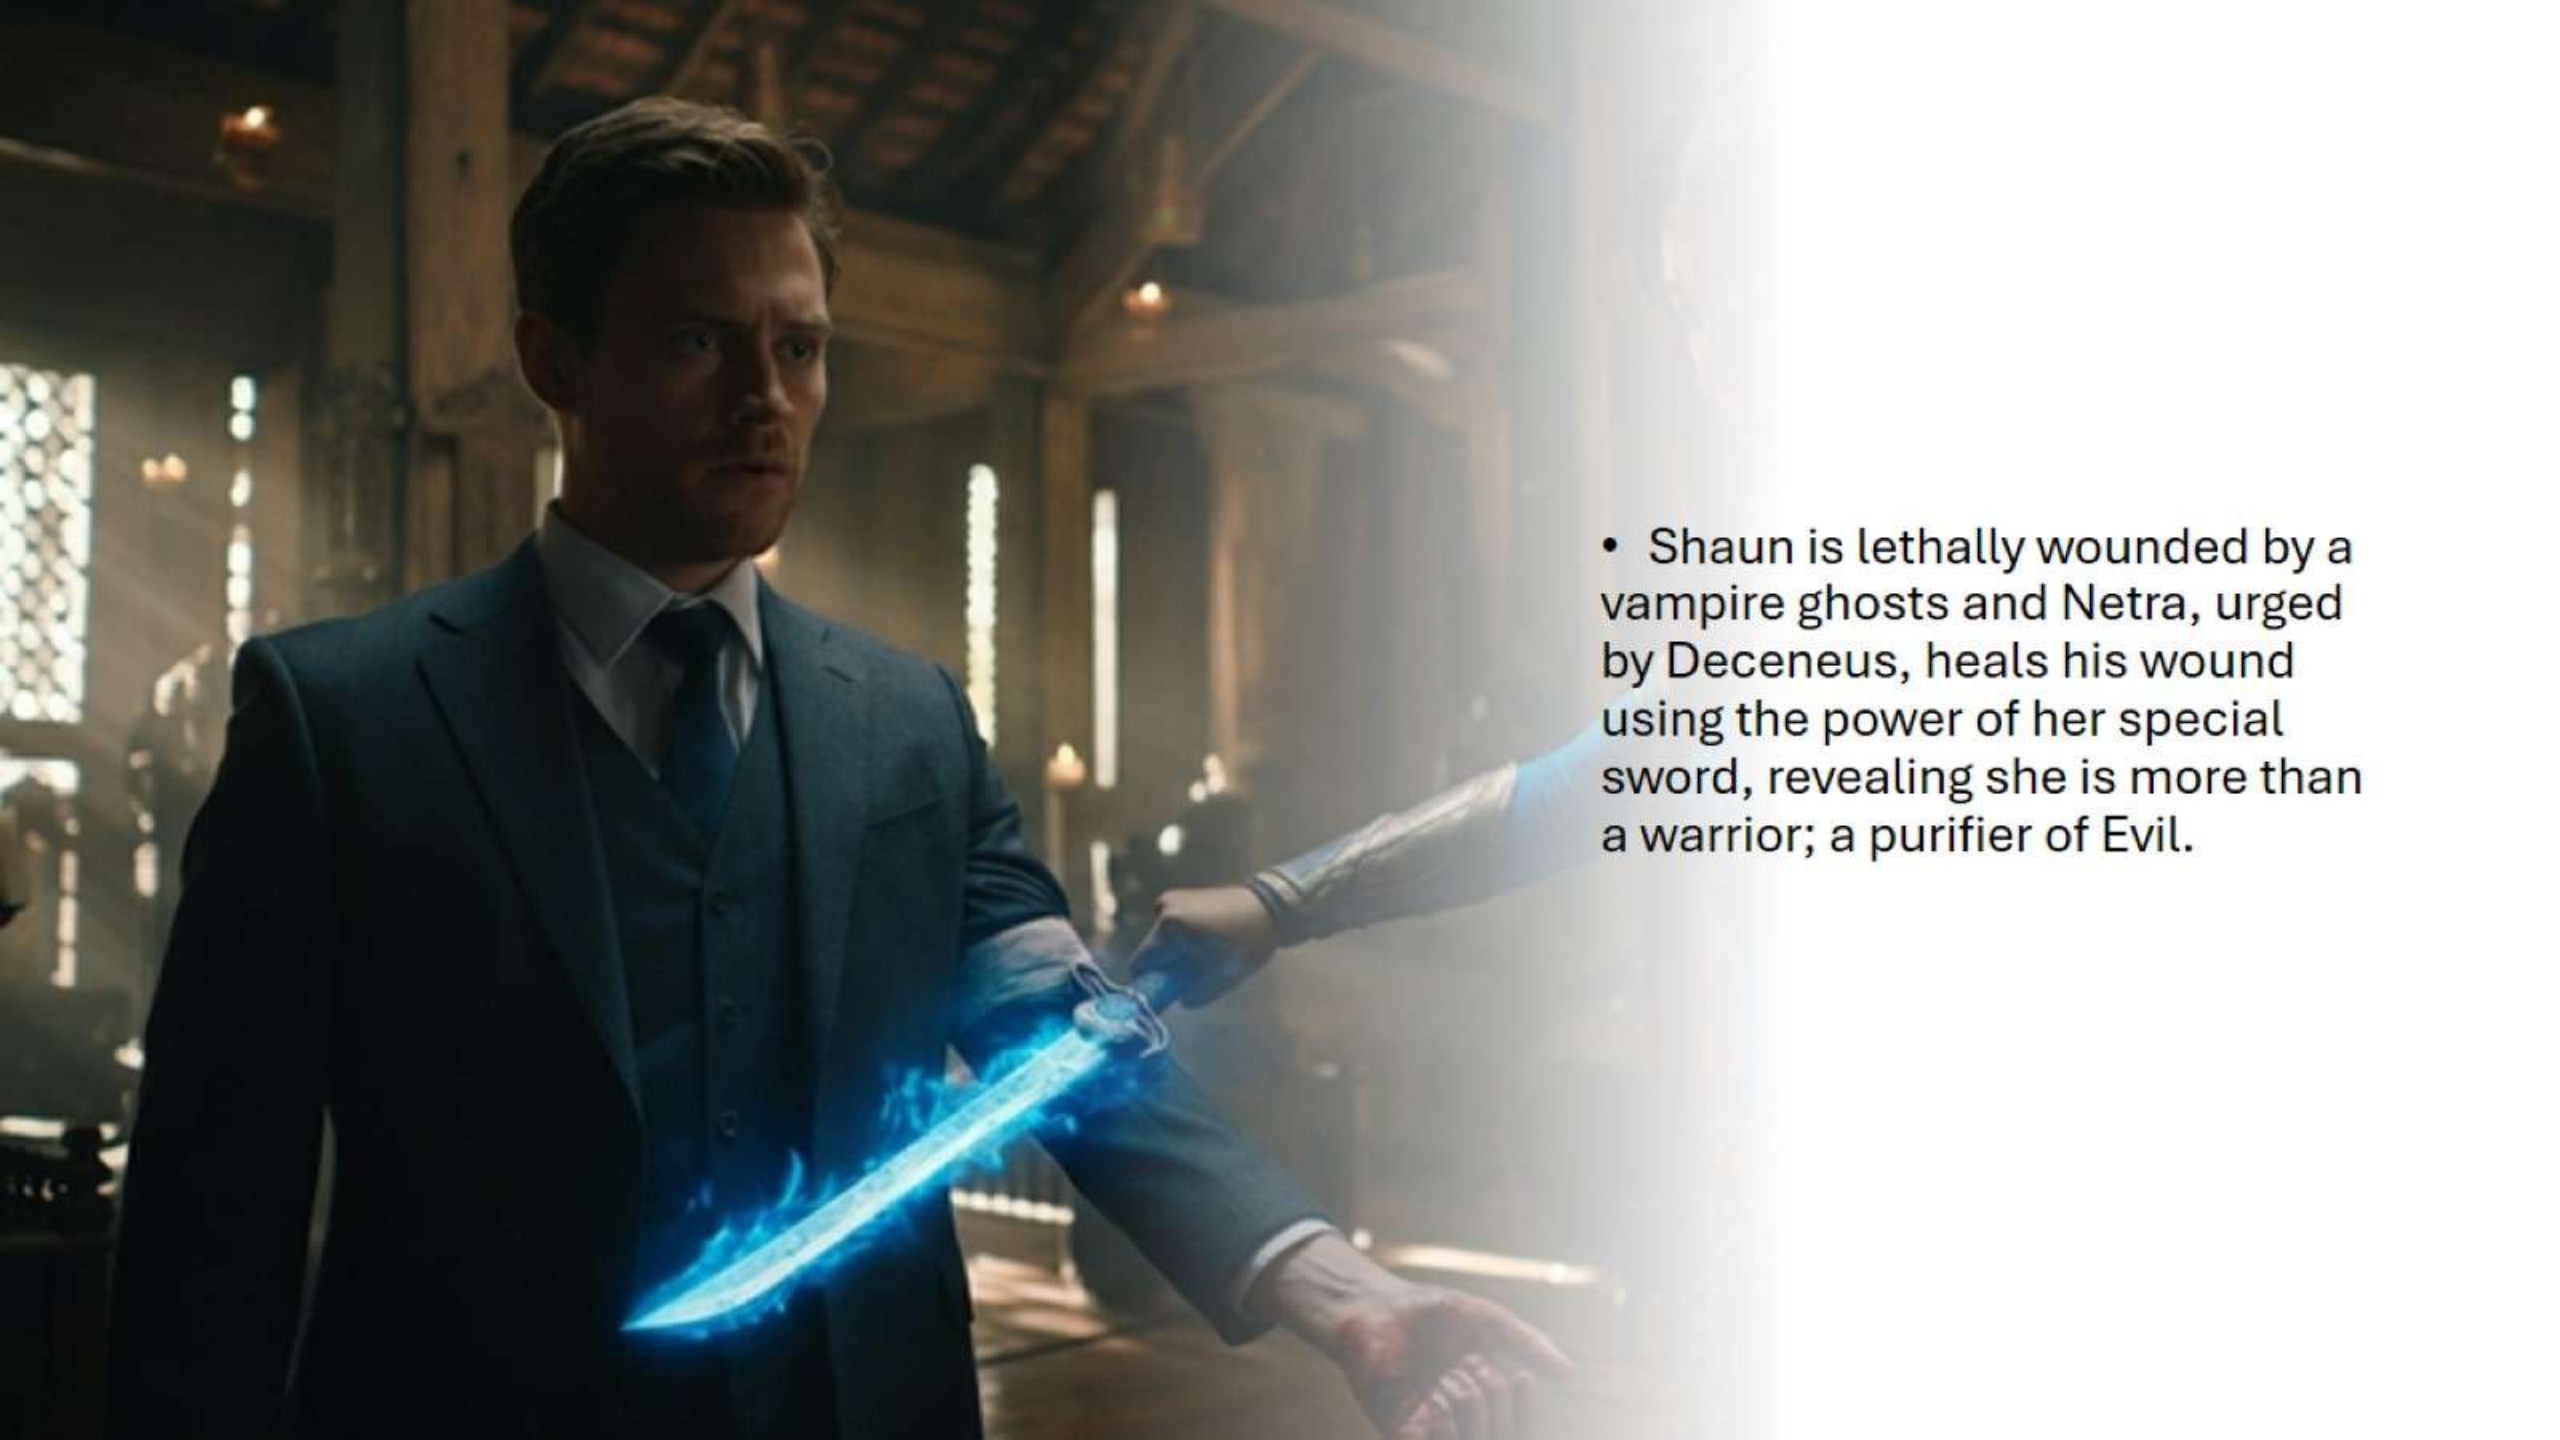 • Shaun is lethally wounded by a
vampire ghosts and Netra, urged
by Deceneus, heals his wound
using the power of her special
sword, revealing she is more than
a warrior; a purifier of Evil.